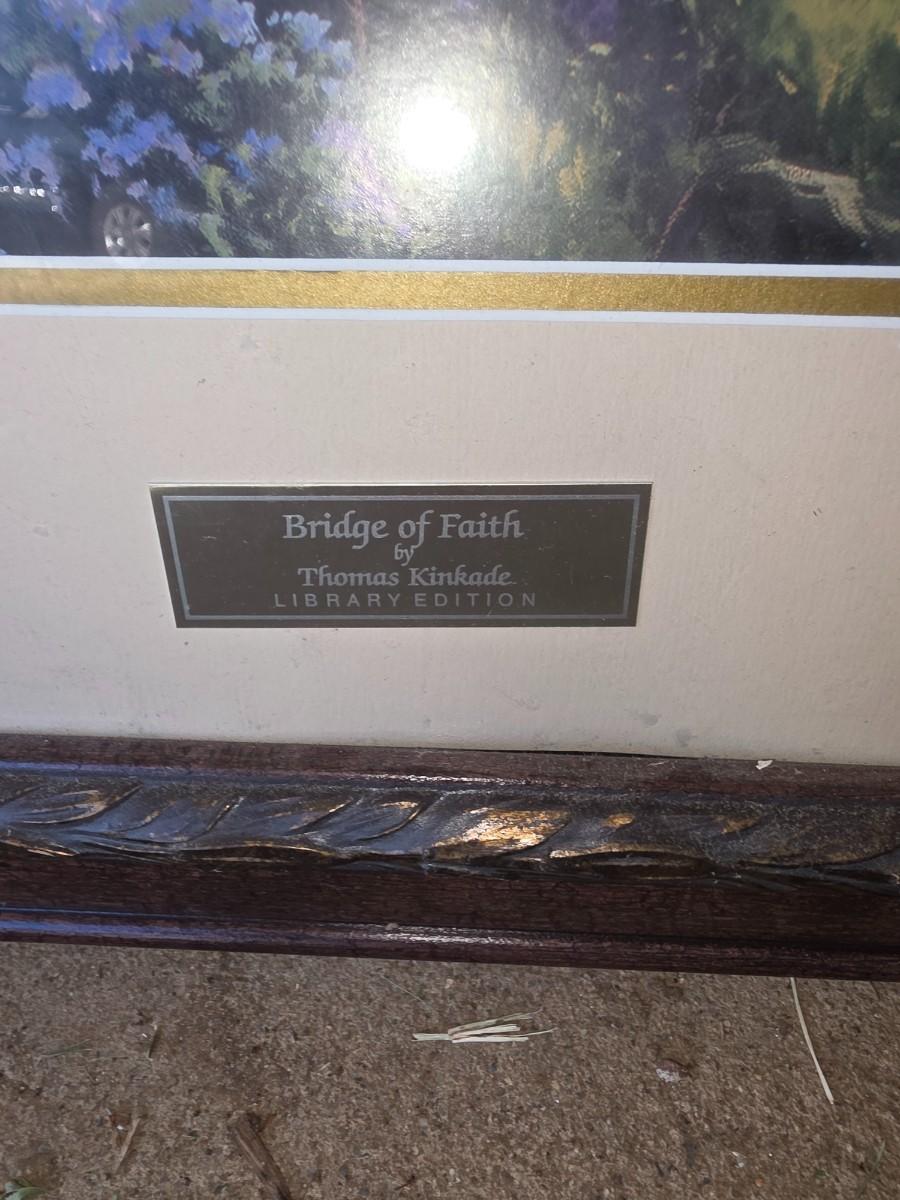 Bridge of Faith
by
Thomas Kinkade
LIBRARY EDITION